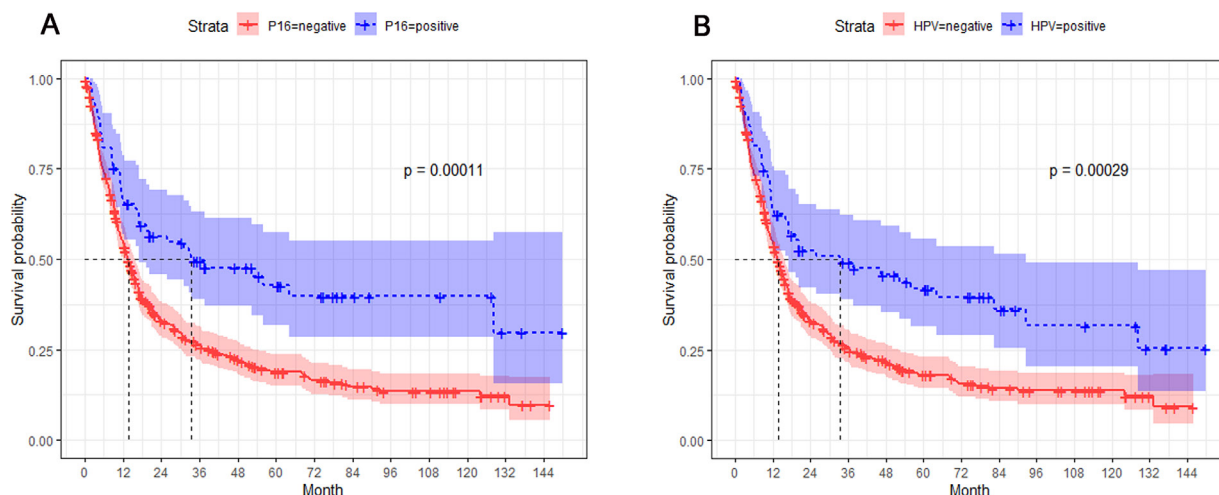 A
Strata P16=negative P16=positive
1.00
0.75
0.50
0.25
0.00
Survival probability
p = 0.00011
0 12 24 36 48 60 72 84 96 108 120 132 144
Month
B
Strata HPV=negative HPV=positive
1.00
0.75
0.50
0.25
0.00
Survival probability
p = 0.00029
0 12 24 36 48 60 72 84 96 108 120 132 144
Month